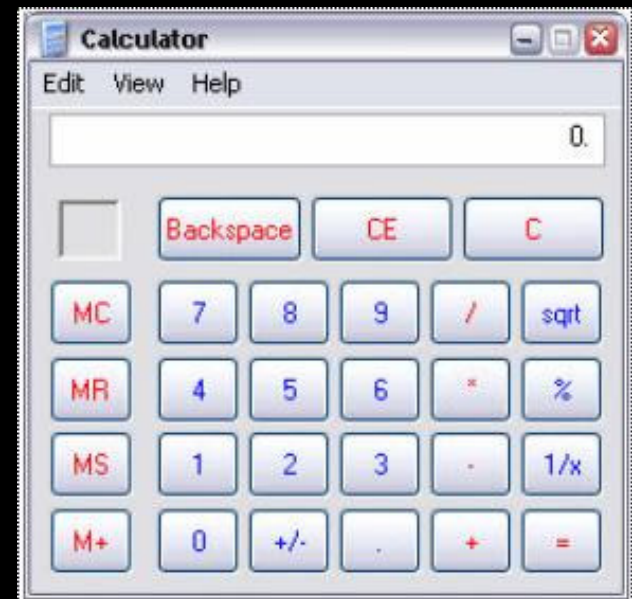 Calculator
Edit View Help
0.
Backspace CE C
MC 7 8 9 / sqrt
MR 4 5 6 * %
MS 1 2 3 - 1/x
M+ 0 +/- . + =